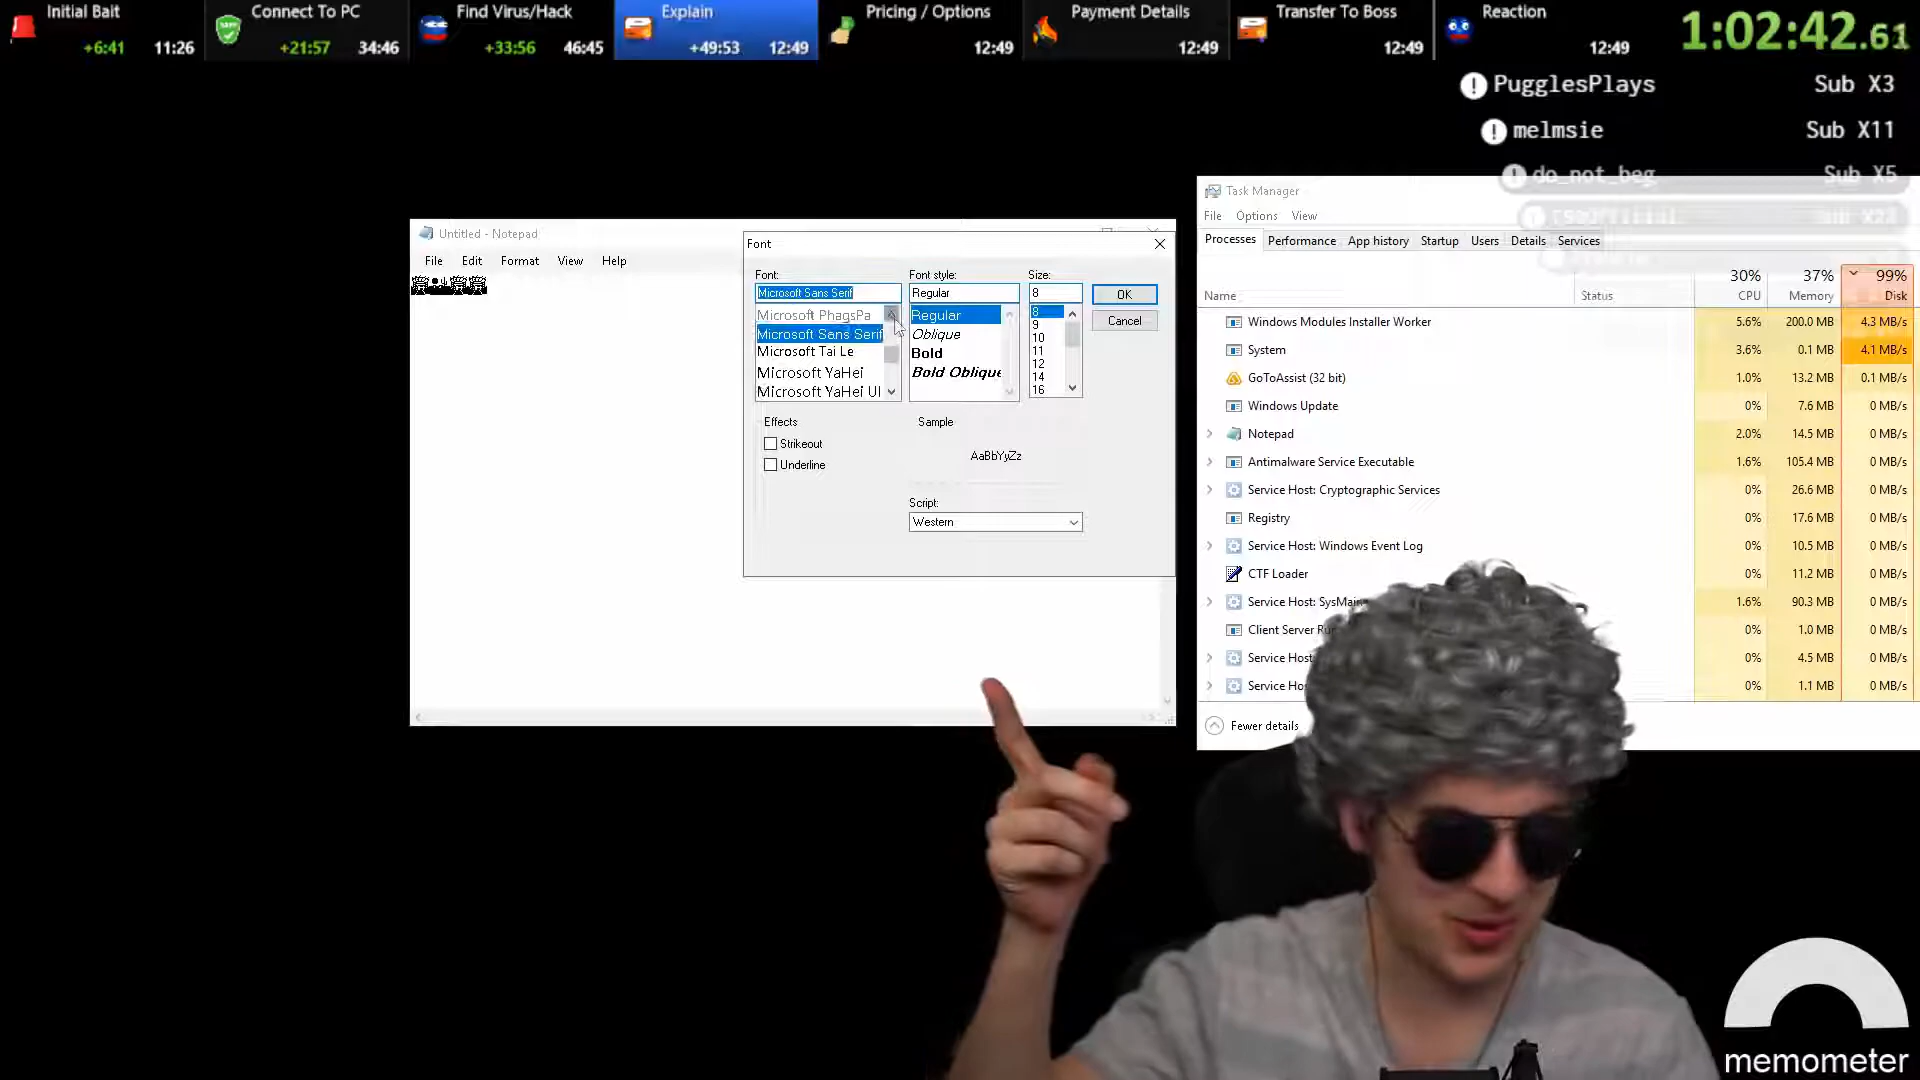 Initial Bait
+6:41 11:26
Connect To PC
+21:57 34:46
Find Virus/Hack
+33:56 46:45
Explain
+49:53 12:49
Pricing / Options
12:49
Payment Details
12:49
Transfer To Boss
12:49
Reaction
12:49
1:02:42.61
PugglesPlays Sub X3
melmsie Sub X11
do_not_beg Sub X5
Untitled - Notepad
File Edit Format View Help
Font
Font:
Microsoft Sans Serif
Microsoft PhagsPa
Microsoft Sans Serif
Microsoft Tai Le
Microsoft YaHei
Microsoft YaHei UI
Font style:
Regular
Regular
Oblique
Bold
Bold Oblique
Size:
8
8
9
10
11
12
14
16
OK
Cancel
Effects
Strikeout
Underline
Sample
AaBbYyZz
Script:
Western
Task Manager
File Options View
Processes Performance App history Startup Users Details Services
30% 37% 99%
Name Status CPU Memory Disk
Windows Modules Installer Worker 5.6% 200.0 MB 4.3 MB/s
System 3.6% 0.1 MB 4.1 MB/s
GoToAssist (32 bit) 1.0% 13.2 MB 0.1 MB/s
Windows Update 0% 7.6 MB 0 MB/s
Notepad 2.0% 14.5 MB 0 MB/s
Antimalware Service Executable 1.6% 105.4 MB 0 MB/s
Service Host: Cryptographic Services 0% 26.6 MB 0 MB/s
Registry 0% 17.6 MB 0 MB/s
Service Host: Windows Event Log 0% 10.5 MB 0 MB/s
CTF Loader 0% 11.2 MB 0 MB/s
Service Host: SysMain 1.6% 90.3 MB 0 MB/s
Client Server 0% 1.0 MB 0 MB/s
Service Host 0% 4.5 MB 0 MB/s
Service 0% 1.1 MB 0 MB/s
Fewer details
memometer